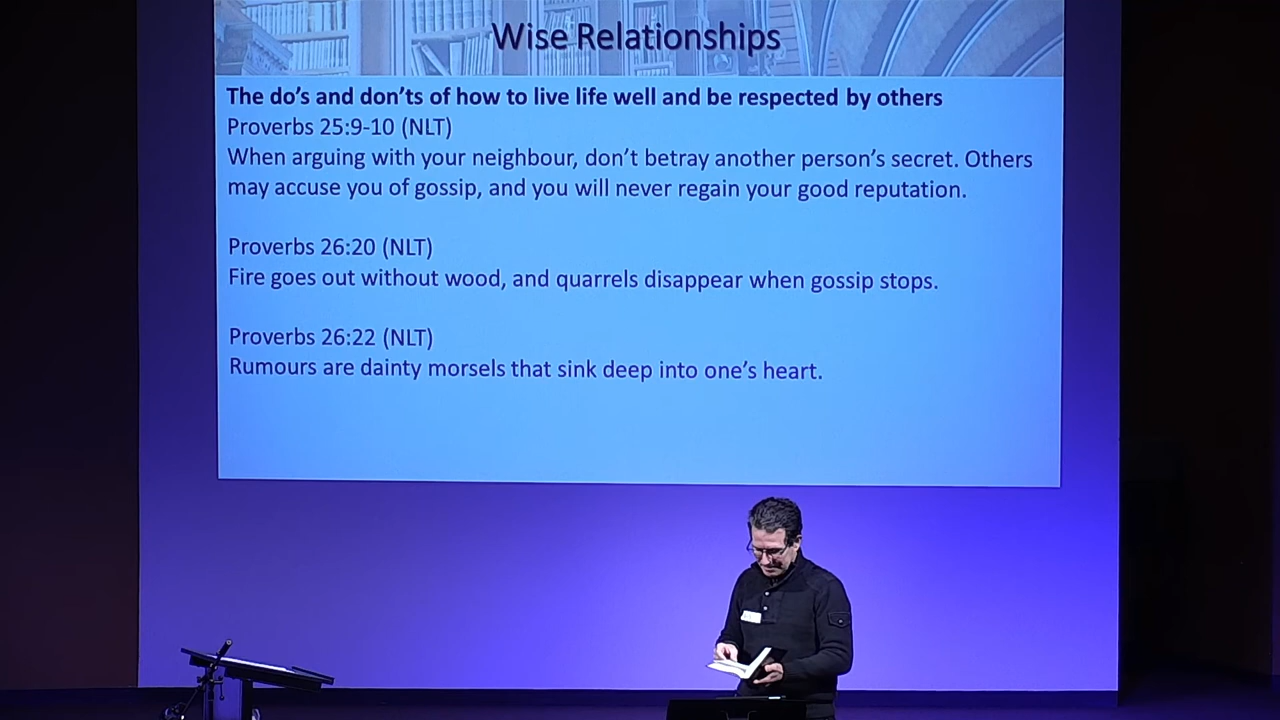 Wise Relationships
The do’s and don’ts of how to live life well and be respected by others
Proverbs 25:9-10 (NLT)
When arguing with your neighbour, don’t betray another person’s secret. Others
may accuse you of gossip, and you will never regain your good reputation.
Proverbs 26:20 (NLT)
Fire goes out without wood, and quarrels disappear when gossip stops.
Proverbs 26:22 (NLT)
Rumours are dainty morsels that sink deep into one’s heart.